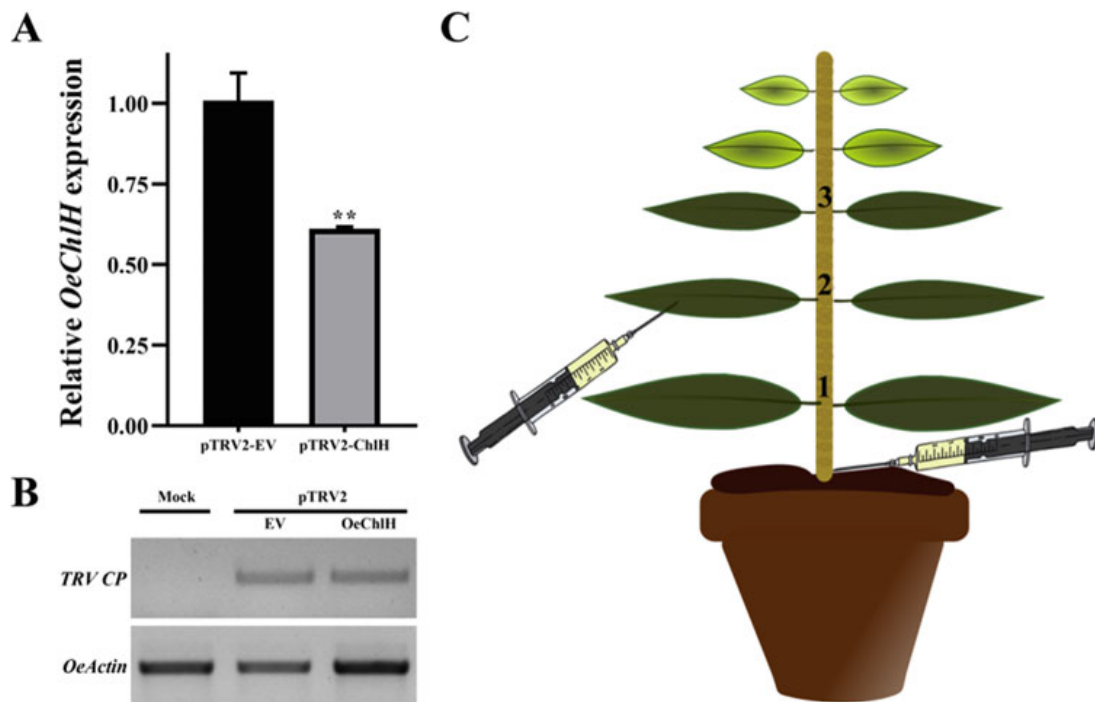 A
Relative OeChlH expression
1.00
0.75
0.50
0.25
0.00
**
pTRV2-EV
pTRV2-ChlH
B
Mock
pTRV2
EV
OeChlH
TRV CP
OeActin
C
3
2
1